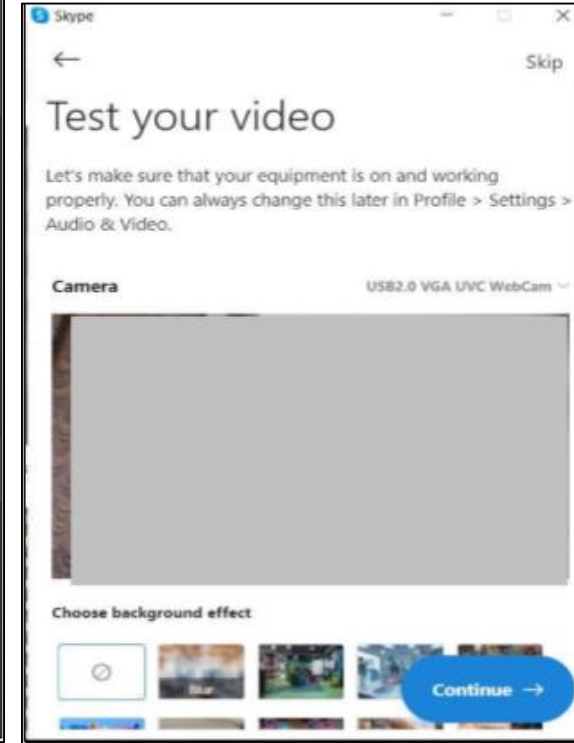 Skype
Skip
Test your video
Let's make sure that your equipment is on and working
properly. You can always change this later in Profile > Settings >
Audio & Video.
Camera
USB2.0 VGA UVC WebCam
Choose background effect
Blur
Continue